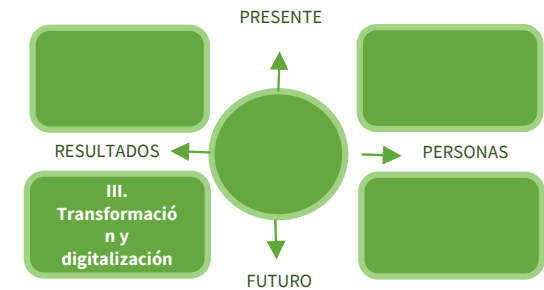 PRESENTE
RESULTADOS
PERSONAS
III.
Transformació
n y
digitalización
FUTURO